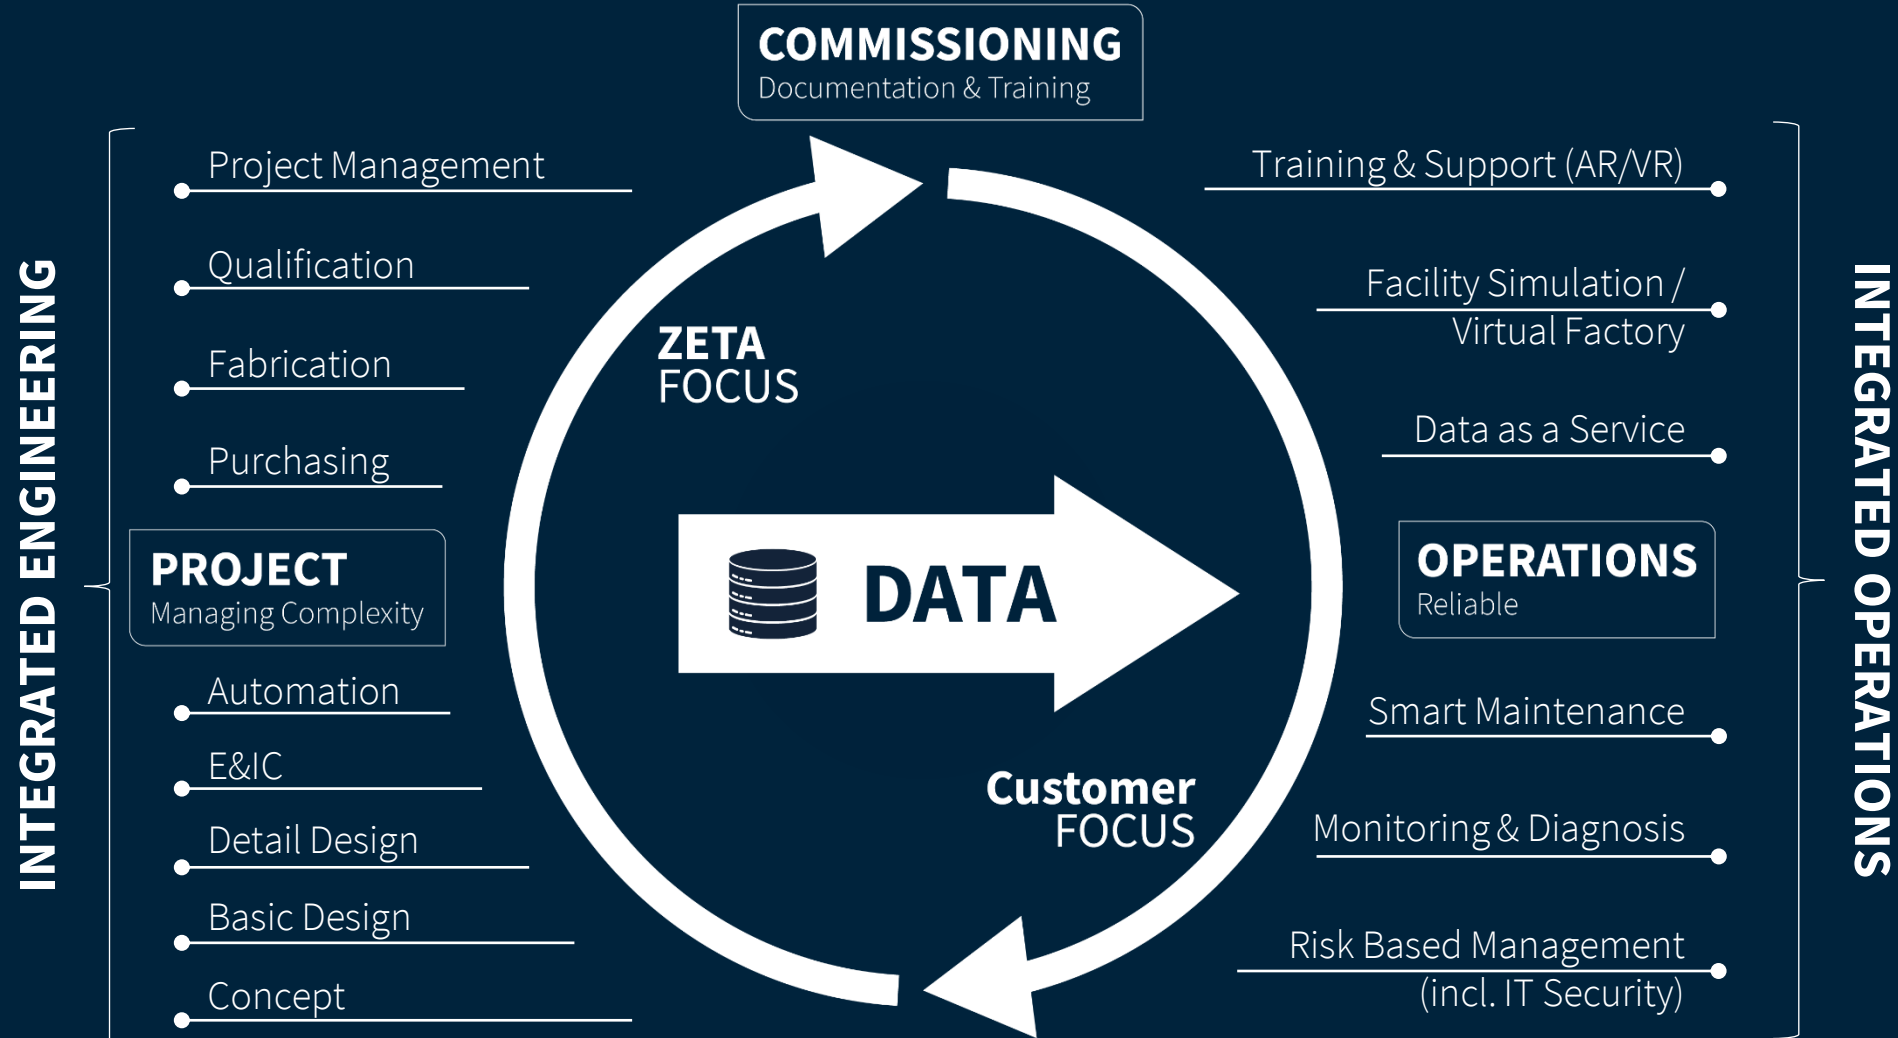 COMMISSIONING
Documentation & Training
INTEGRATED ENGINEERING
Project Management
Qualification
Fabrication
Purchasing
PROJECT
Managing Complexity
Automation
E&IC
Detail Design
Basic Design
Concept
ZETA
FOCUS
DATA
Customer
FOCUS
Training & Support (AR/VR)
Facility Simulation /
Virtual Factory
Data as a Service
OPERATIONS
Reliable
Smart Maintenance
Monitoring & Diagnosis
Risk Based Management
(incl. IT Security)
INTEGRATED OPERATIONS